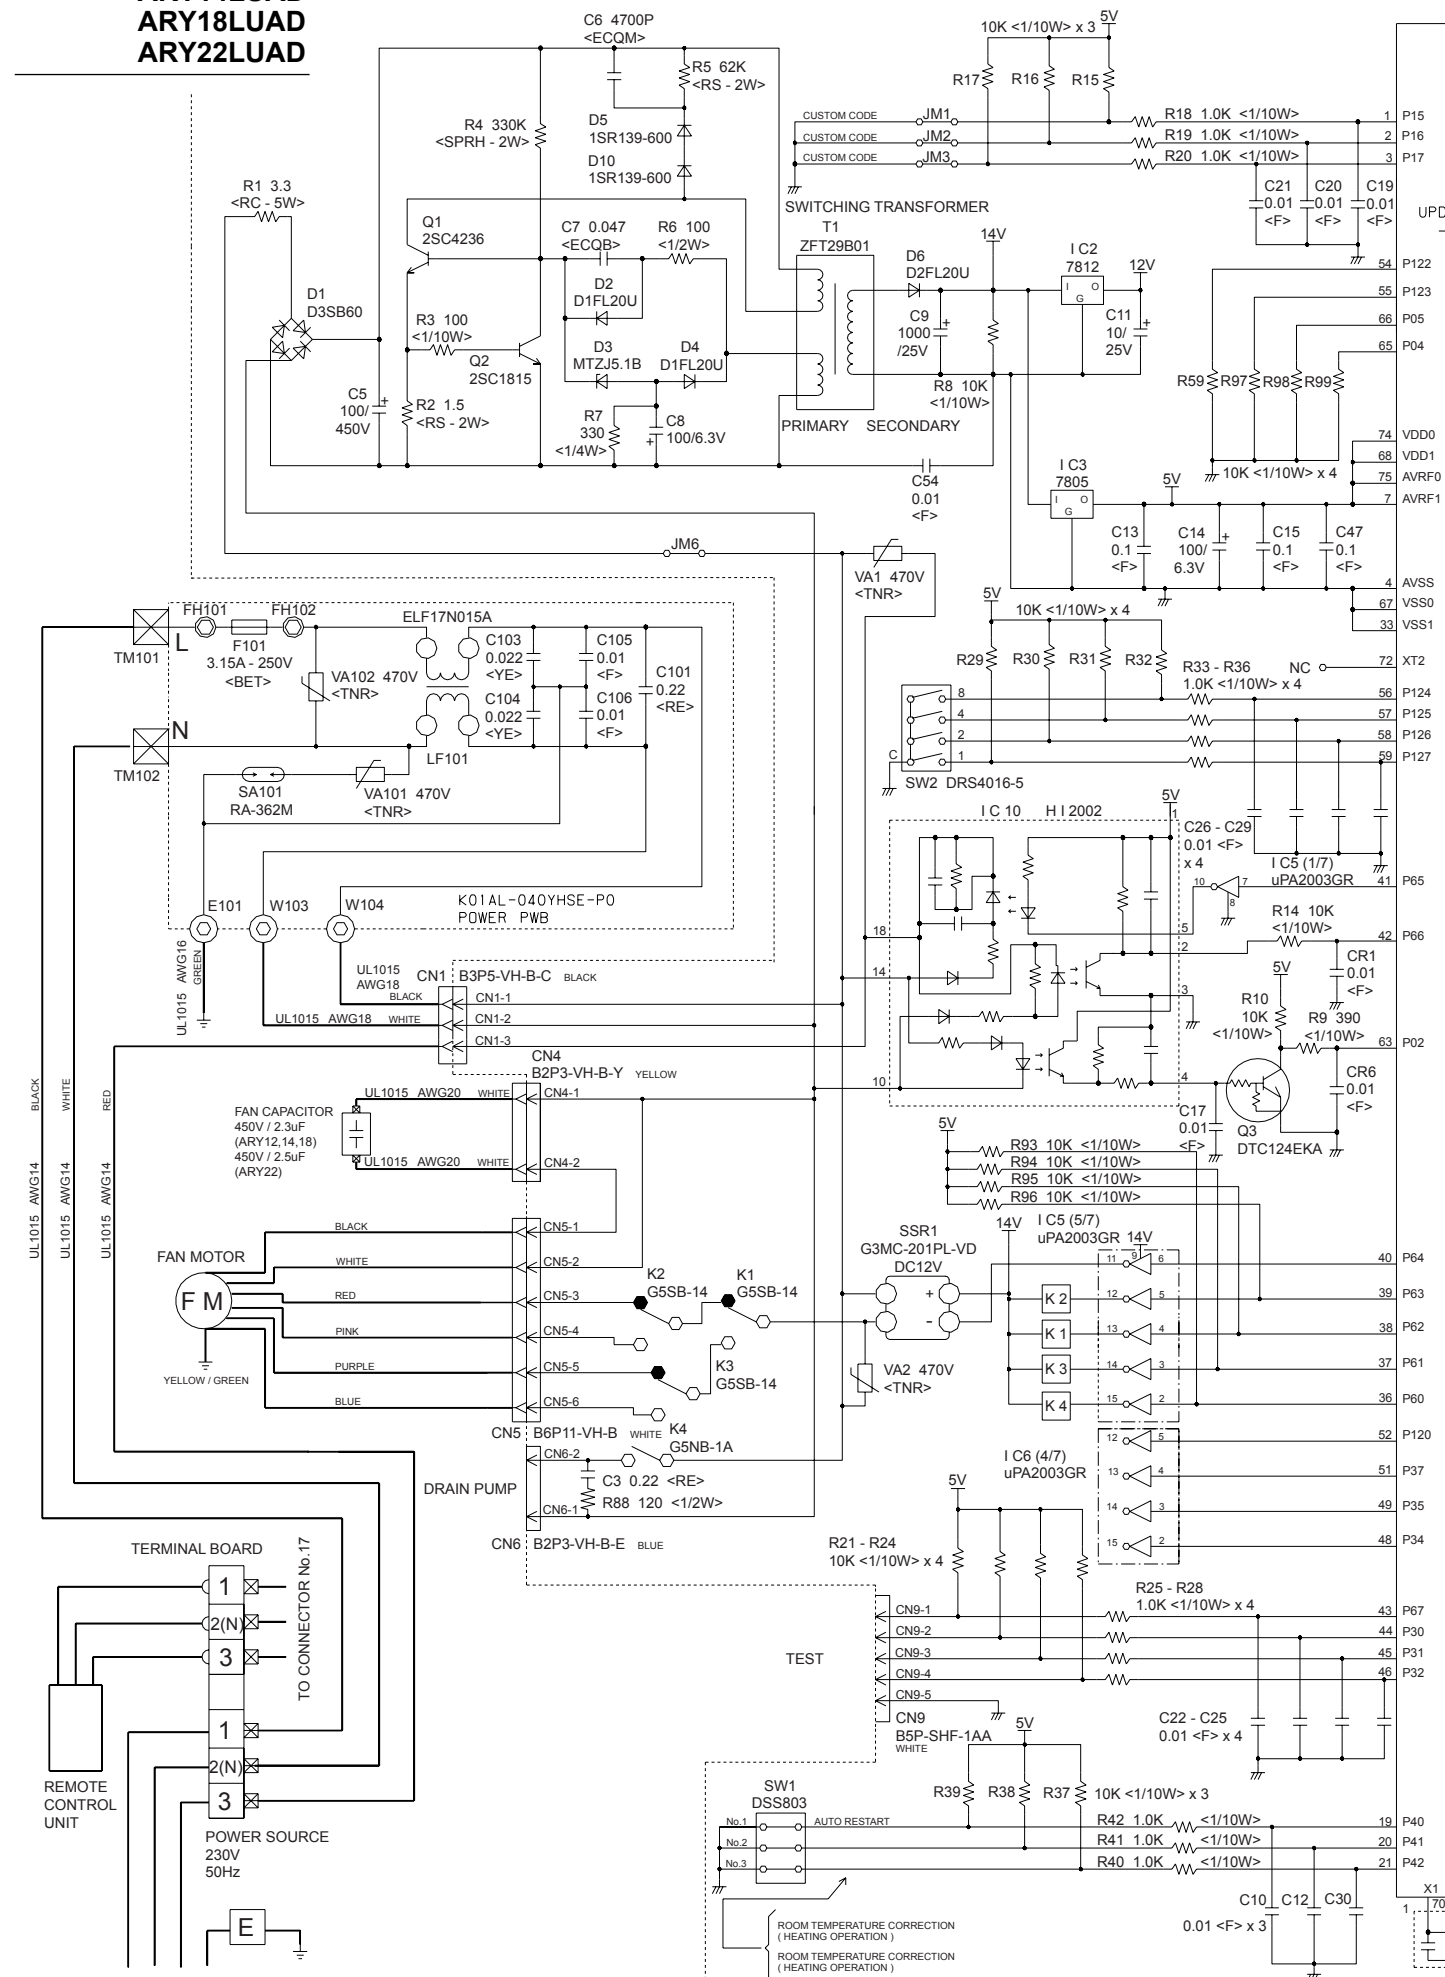 ARY18LUAD
ARY22LUAD
C6 4700P
<ECQM>
R5 62K
<RS - 2W>
D5
1SR139-600
D10
1SR139-600
R4 330K
<SPRH - 2W>
R1 3.3
<RC - 5W>
Q1
2SC4236
C7 0.047
<ECQB>
R6 100
<1/2W>
D2
D1FL20U
D1
D3SB60
R3 100
<1/10W>
Q2
2SC1815
D3
MTZJ5.1B
D4
D1FL20U
C5
100/
450V
R2 1.5
<RS - 2W>
R7
330
<1/4W>
C8
100/6.3V
SWITCHING TRANSFORMER
T1
ZFT29B01
PRIMARY SECONDARY
D6
D2FL20U
14V
C9
1000
/25V
R8 10K
<1/10W>
I C2
7812
I O
G
12V
C11
10/
25V
C54
0.01
<F>
I C3
7805
I O
G
5V
C13
0.1
<F>
C14
100/
6.3V
C15
0.1
<F>
C47
0.1
<F>
10K <1/10W> x 3
5V
R17
R16
R15
CUSTOM CODE JM1
CUSTOM CODE JM2
CUSTOM CODE JM3
R18 1.0K <1/10W>
R19 1.0K <1/10W>
R20 1.0K <1/10W>
C21
0.01
<F>
C20
0.01
<F>
C19
0.01
<F>
1 P15
2 P16
3 P17
UPD
54 P122
55 P123
66 P05
65 P04
R59
R97
R98
R99
10K <1/10W> x 4
74 VDD0
68 VDD1
75 AVRF0
7 AVRF1
4 AVSS
67 VSS0
33 VSS1
NC
72 XT2
JM6
VA1 470V
<TNR>
5V
10K <1/10W> x 4
R29
R30
R31
R32
R33 - R36
1.0K <1/10W> x 4
8
4
2
C 1
SW2 DRS4016-5
56 P124
57 P125
58 P126
59 P127
C26 - C29
0.01 <F>
x 4
TM101
L
FH101
FH102
F101
3.15A - 250V
<BET>
VA102 470V
<TNR>
ELF17N015A
LF101
C103
0.022
<YE>
C104
0.022
<YE>
C105
0.01
<F>
C106
0.01
<F>
C101
0.22
<RE>
N
TM102
SA101
RA-362M
VA101 470V
<TNR>
E101
W103
W104
K01AL-040YHSE-P0
POWER PWB
UL1015 AWG16
GREEN
UL1015
AWG18
BLACK
UL1015 AWG18 WHITE
CN1 B3P5-VH-B-C BLACK
CN1-1
CN1-2
CN1-3
I C 10 H I 2002
5V
1
18
14
10
5
2
3
4
I C5 (1/7)
uPA2003GR
10
7
8
41 P65
R14 10K
<1/10W>
42 P66
CR1
0.01
<F>
5V
R10
10K
<1/10W>
R9 390
<1/10W>
63 P02
CR6
0.01
<F>
C17
0.01
<F>
Q3
DTC124EKA
BLACK
WHITE
RED
UL1015 AWG14
UL1015 AWG14
UL1015 AWG14
CN4
B2P3-VH-B-Y YELLOW
UL1015 AWG20 WHITE CN4-1
UL1015 AWG20 WHITE CN4-2
FAN CAPACITOR
450V / 2.3uF
(ARY12,14,18)
450V / 2.5uF
(ARY22)
FAN MOTOR
F M
YELLOW / GREEN
BLACK CN5-1
WHITE CN5-2
RED CN5-3
PINK CN5-4
PURPLE CN5-5
BLUE CN5-6
CN5 B6P11-VH-B WHITE
K2
G5SB-14
K1
G5SB-14
K3
G5SB-14
K4
G5NB-1A
DRAIN PUMP
CN6-2
CN6-1
CN6 B2P3-VH-B-E BLUE
C3 0.22 <RE>
R88 120 <1/2W>
SSR1
G3MC-201PL-VD
DC12V
+
-
VA2 470V
<TNR>
5V
R93 10K <1/10W>
R94 10K <1/10W>
R95 10K <1/10W>
R96 10K <1/10W>
14V
I C5 (5/7)
uPA2003GR
14V
9
11 6
K 2 12 5
K 1 13 4
K 3 14 3
K 4 15 2
40 P64
39 P63
38 P62
37 P61
36 P60
I C6 (4/7)
uPA2003GR
12 5
13 4
14 3
15 2
52 P120
51 P37
49 P35
48 P34
5V
R21 - R24
10K <1/10W> x 4
R25 - R28
1.0K <1/10W> x 4
TEST
CN9-1
CN9-2
CN9-3
CN9-4
CN9-5
CN9
B5P-SHF-1AA
WHITE
43 P67
44 P30
45 P31
46 P32
C22 - C25
0.01 <F> x 4
TERMINAL BOARD
1
2(N)
3
TO CONNECTOR No.17
1
2(N)
3
REMOTE
CONTROL
UNIT
POWER SOURCE
230V
50Hz
E
5V
R39
R38
R37
10K <1/10W> x 3
SW1
DSS803
No.1 AUTO RESTART
No.2
No.3
R42 1.0K <1/10W>
R41 1.0K <1/10W>
R40 1.0K <1/10W>
19 P40
20 P41
21 P42
C10
C12
C30
0.01 <F> x 3
X1
1
70
ROOM TEMPERATURE CORRECTION
( HEATING OPERATION )
ROOM TEMPERATURE CORRECTION
( HEATING OPERATION )